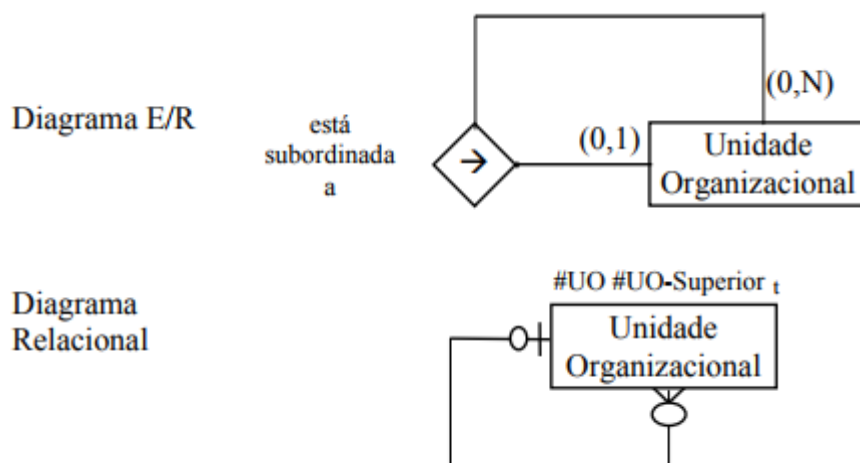 (0,N)
Diagrama E/R
está
subordinada
a
→
(0,1)
Unidade
Organizacional
#UO #UO-Superior t
Diagrama
Relacional
Unidade
Organizacional